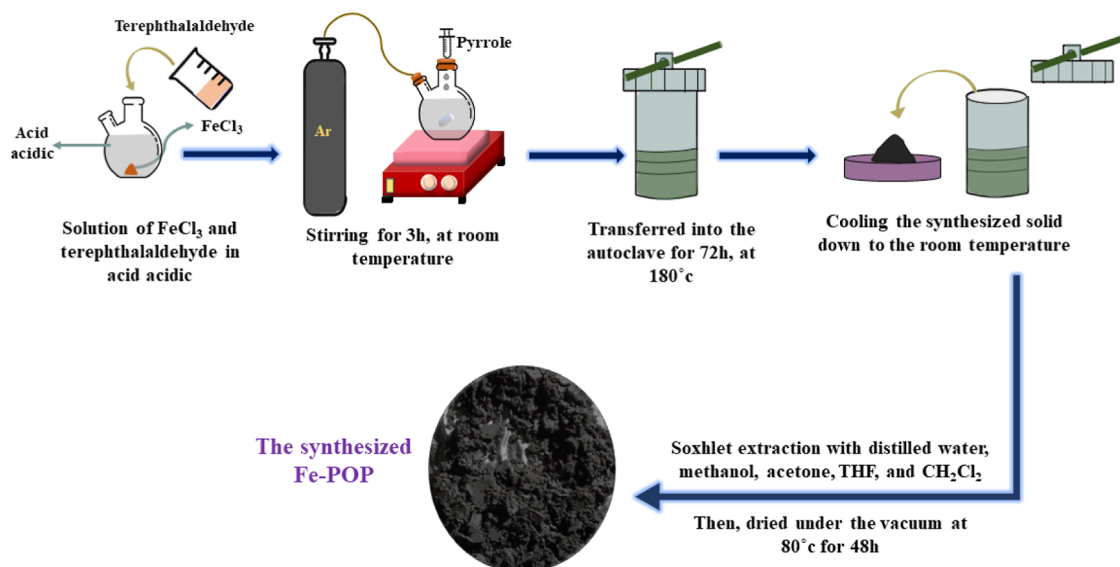 Terephthalaldehyde
FeCl₃
Acid
acidic
Solution of FeCl₃ and
terephthalaldehyde in
acid acidic
Ar
Pyrrole
Stirring for 3h, at room
temperature
Transferred into the
autoclave for 72h, at
180˚c
Cooling the synthesized solid
down to the room temperature
Soxhlet extraction with distilled water,
methanol, acetone, THF, and CH₂Cl₂
Then, dried under the vacuum at
80˚c for 48h
The synthesized
Fe-POP